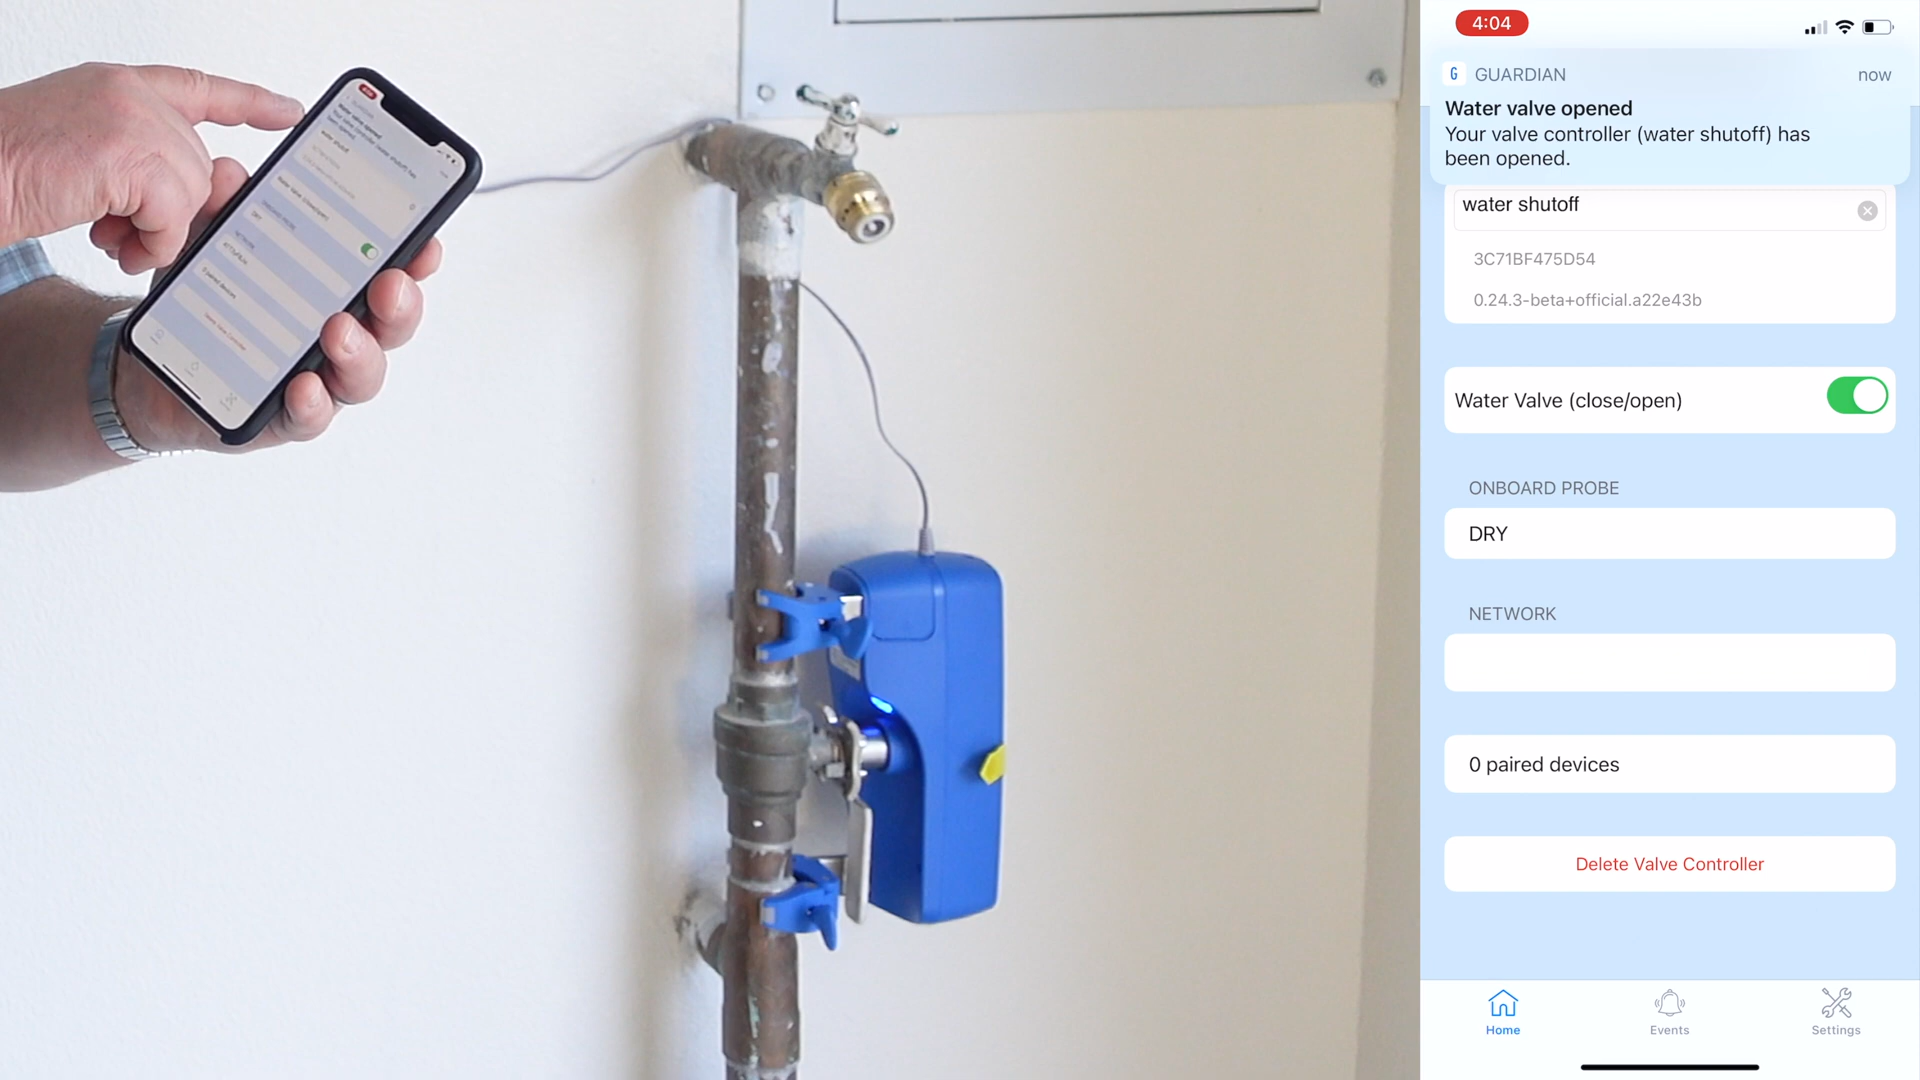 4:04
G GUARDIAN now
Water valve opened
Your valve controller (water shutoff) has
been opened.
water shutoff
3C71BF475D54
0.24.3-beta+official.a22e43b
Water Valve (close/open)
ONBOARD PROBE
DRY
NETWORK
0 paired devices
Delete Valve Controller
Home
Events
Settings